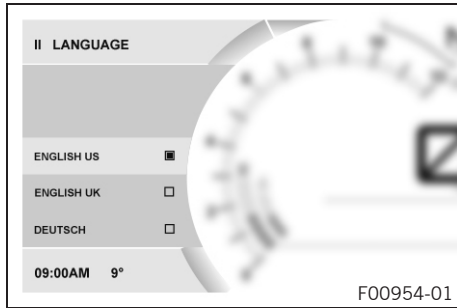 II LANGUAGE
ENGLISH US
ENGLISH UK
DEUTSCH
09:00AM 9°
F00954-01